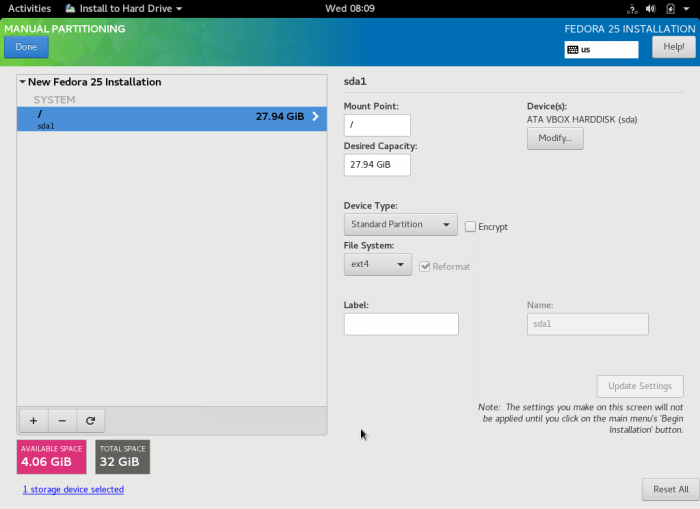 Activities Install to Hard Drive Wed 08:09
MANUAL PARTITIONING FEDORA 25 INSTALLATION
Done us Help!
New Fedora 25 Installation
SYSTEM
/ 27.94 GiB
sda1
sda1
Mount Point:
/
Device(s):
ATA VBOX HARDDISK (sda)
Modify...
Desired Capacity:
27.94 GiB
Device Type:
Standard Partition Encrypt
File System:
ext4 Reformat
Label: Name:
sda1
Update Settings
Note: The settings you make on this screen will not
be applied until you click on the main menu's 'Begin
Installation' button.
+ −
AVAILABLE SPACE
4.06 GiB
TOTAL SPACE
32 GiB
1 storage device selected
Reset All